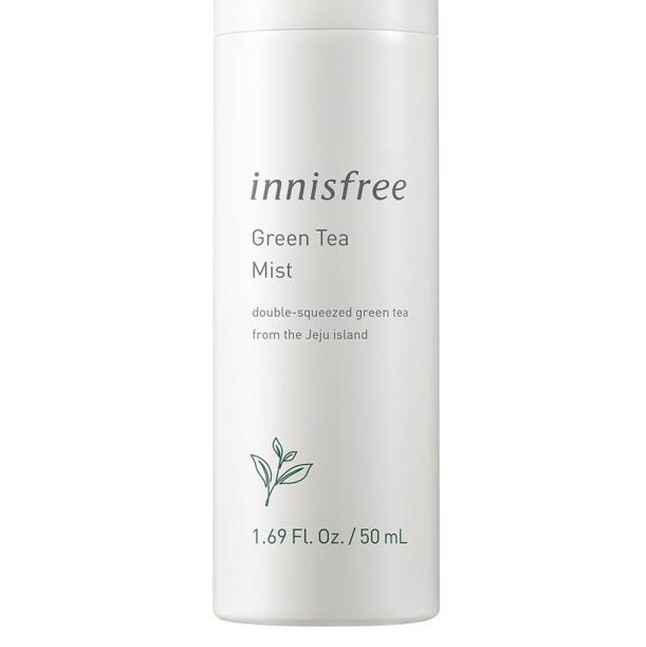 innisfree
Green Tea
Mist
double-squeezed green tea
from the Jeju island
1.69 Fl. Oz. / 50 mL